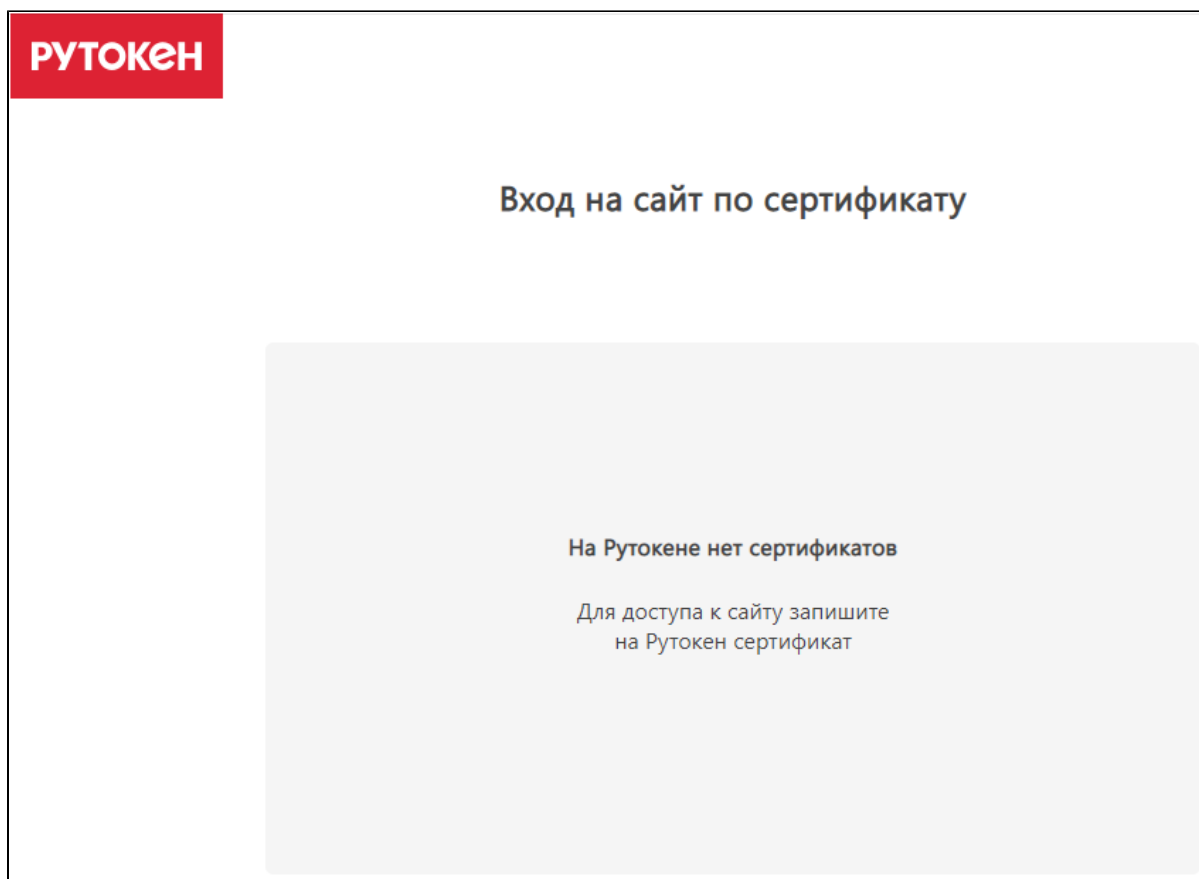 РУТОКЕН
Вход на сайт по сертификату
На Рутокене нет сертификатов
Для доступа к сайту запишите
на Рутокен сертификат